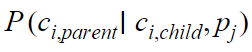 P(c_{i,parent} | c_{i,child}, p_j)